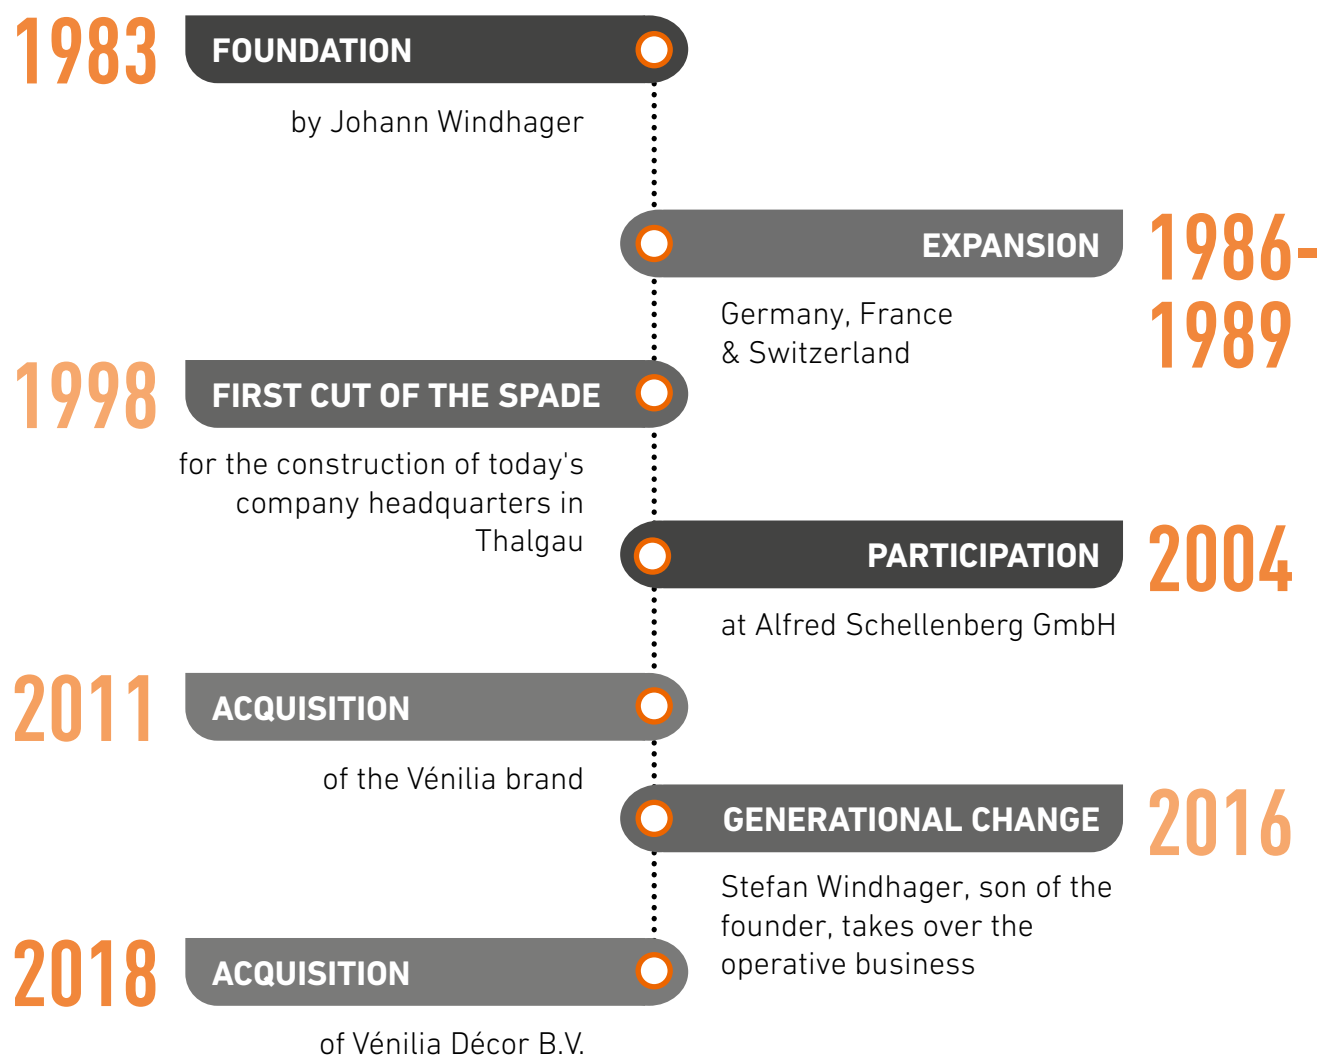 1983
FOUNDATION
by Johann Windhager
EXPANSION
1986-
1989
Germany, France
& Switzerland
1998
FIRST CUT OF THE SPADE
for the construction of today's
company headquarters in
Thalgau
PARTICIPATION
2004
at Alfred Schellenberg GmbH
2011
ACQUISITION
of the Vénilia brand
GENERATIONAL CHANGE
2016
Stefan Windhager, son of the
founder, takes over the
operative business
2018
ACQUISITION
of Vénilia Décor B.V.